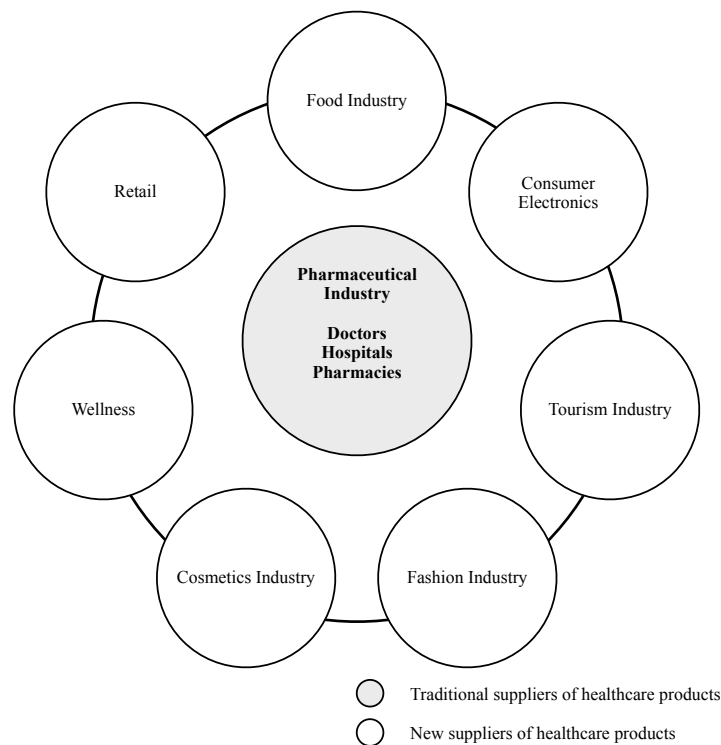 Food Industry
Retail
Consumer
Electronics
Pharmaceutical
Industry
Doctors
Hospitals
Pharmacies
Wellness
Tourism Industry
Cosmetics Industry
Fashion Industry
Traditional suppliers of healthcare products
New suppliers of healthcare products